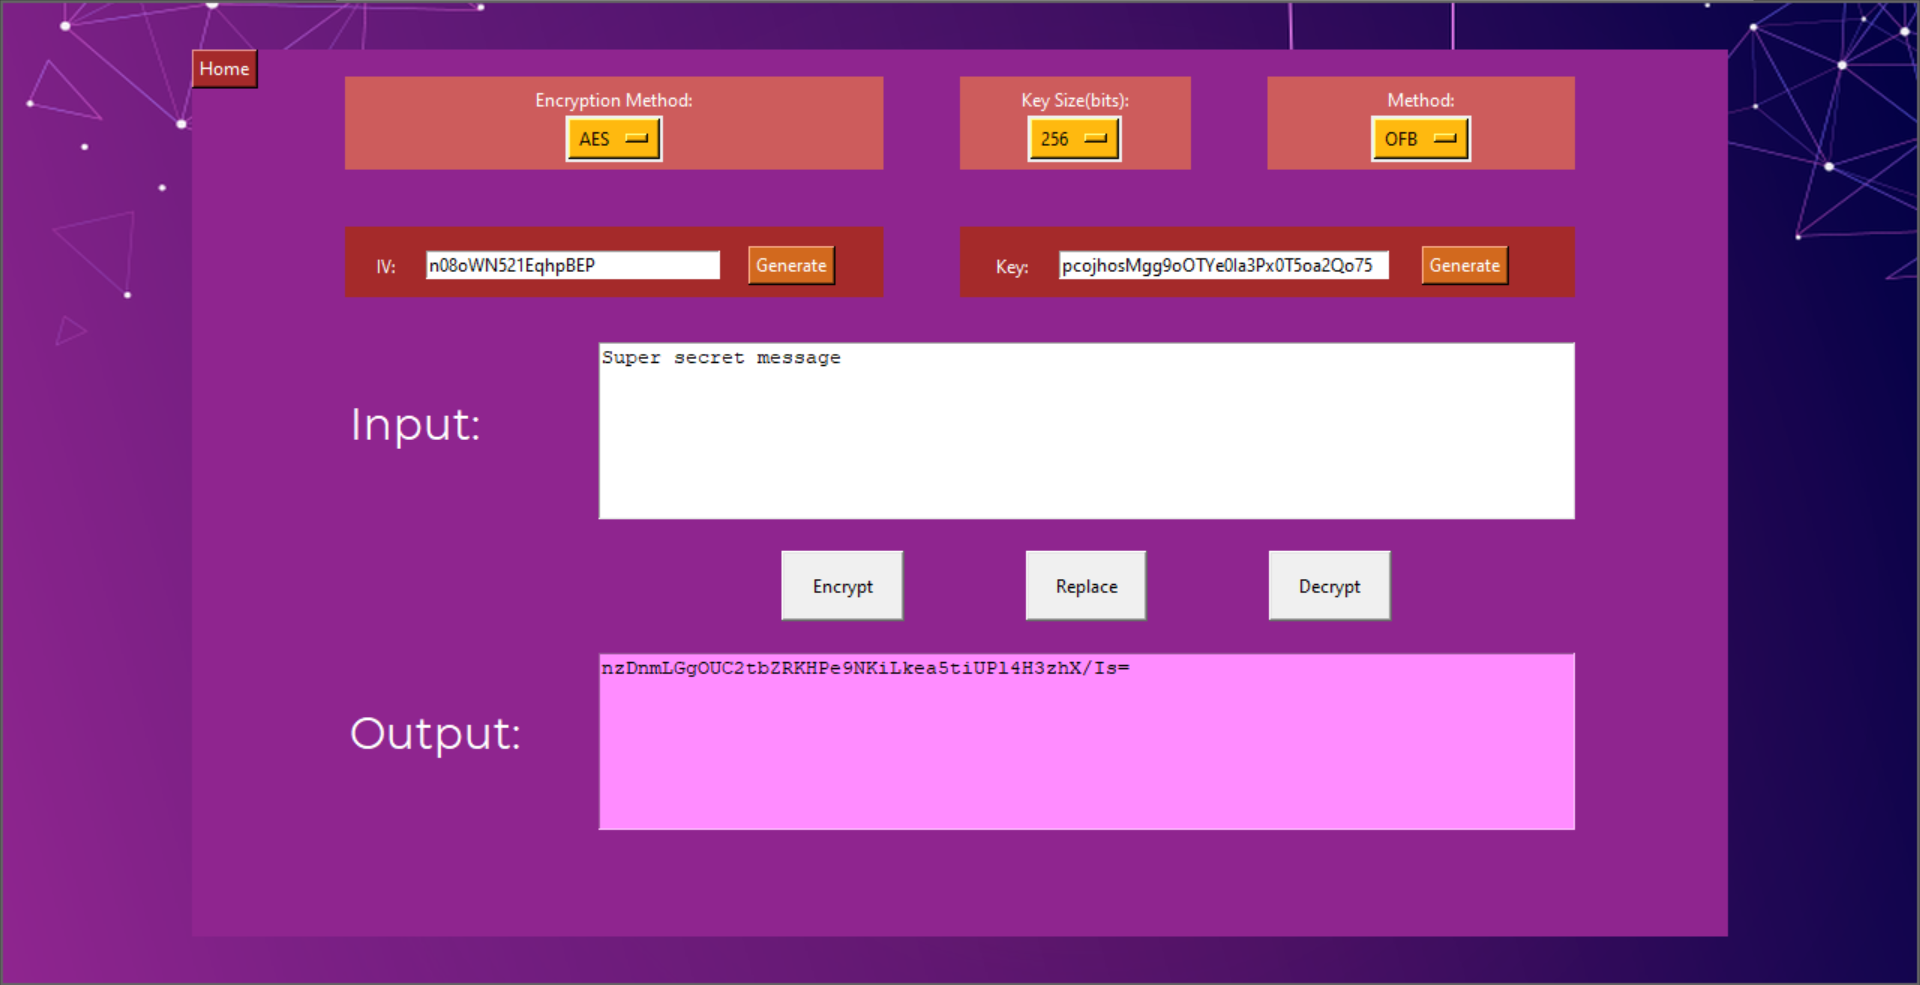 Home
Encryption Method:
AES
Key Size(bits):
256
Method:
OFB
IV:
n08oWN521EqhpBEP
Generate
Key:
pcojhosMgg9oOTYe0la3Px0T5oa2Qo75
Generate
Input:
Super secret message
Encrypt
Replace
Decrypt
Output:
nzDnmLGgOUC2tbZRKHPe9NKiLkea5tiUPl4H3zhX/Is=